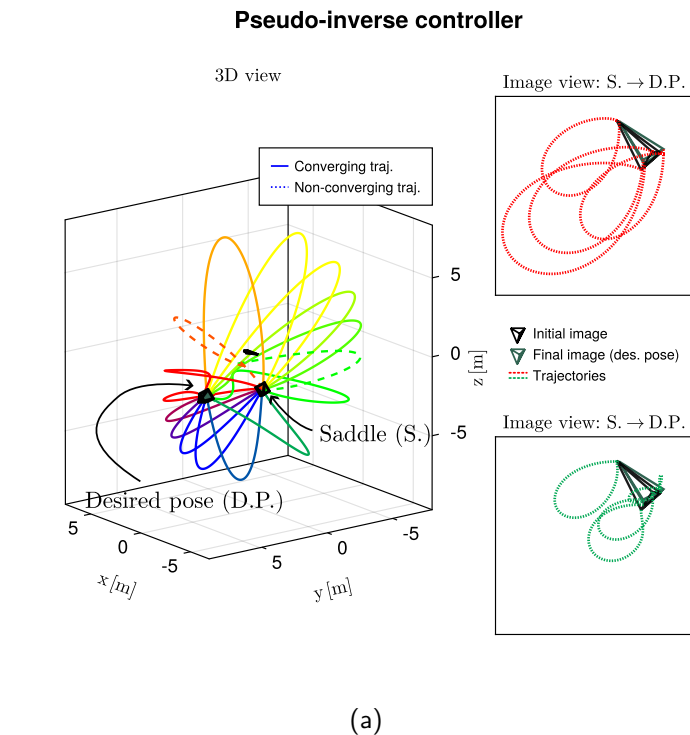 Pseudo-inverse controller
3D view
Image view: S. → D.P.
Converging traj.
Non-converging traj.
5
0
-5
z [m]
Saddle (S.)
Desired pose (D.P.)
5
0
-5
x [m]
5
0
-5
y [m]
Initial image
Final image (des. pose)
Trajectories
Image view: S. → D.P.
(a)